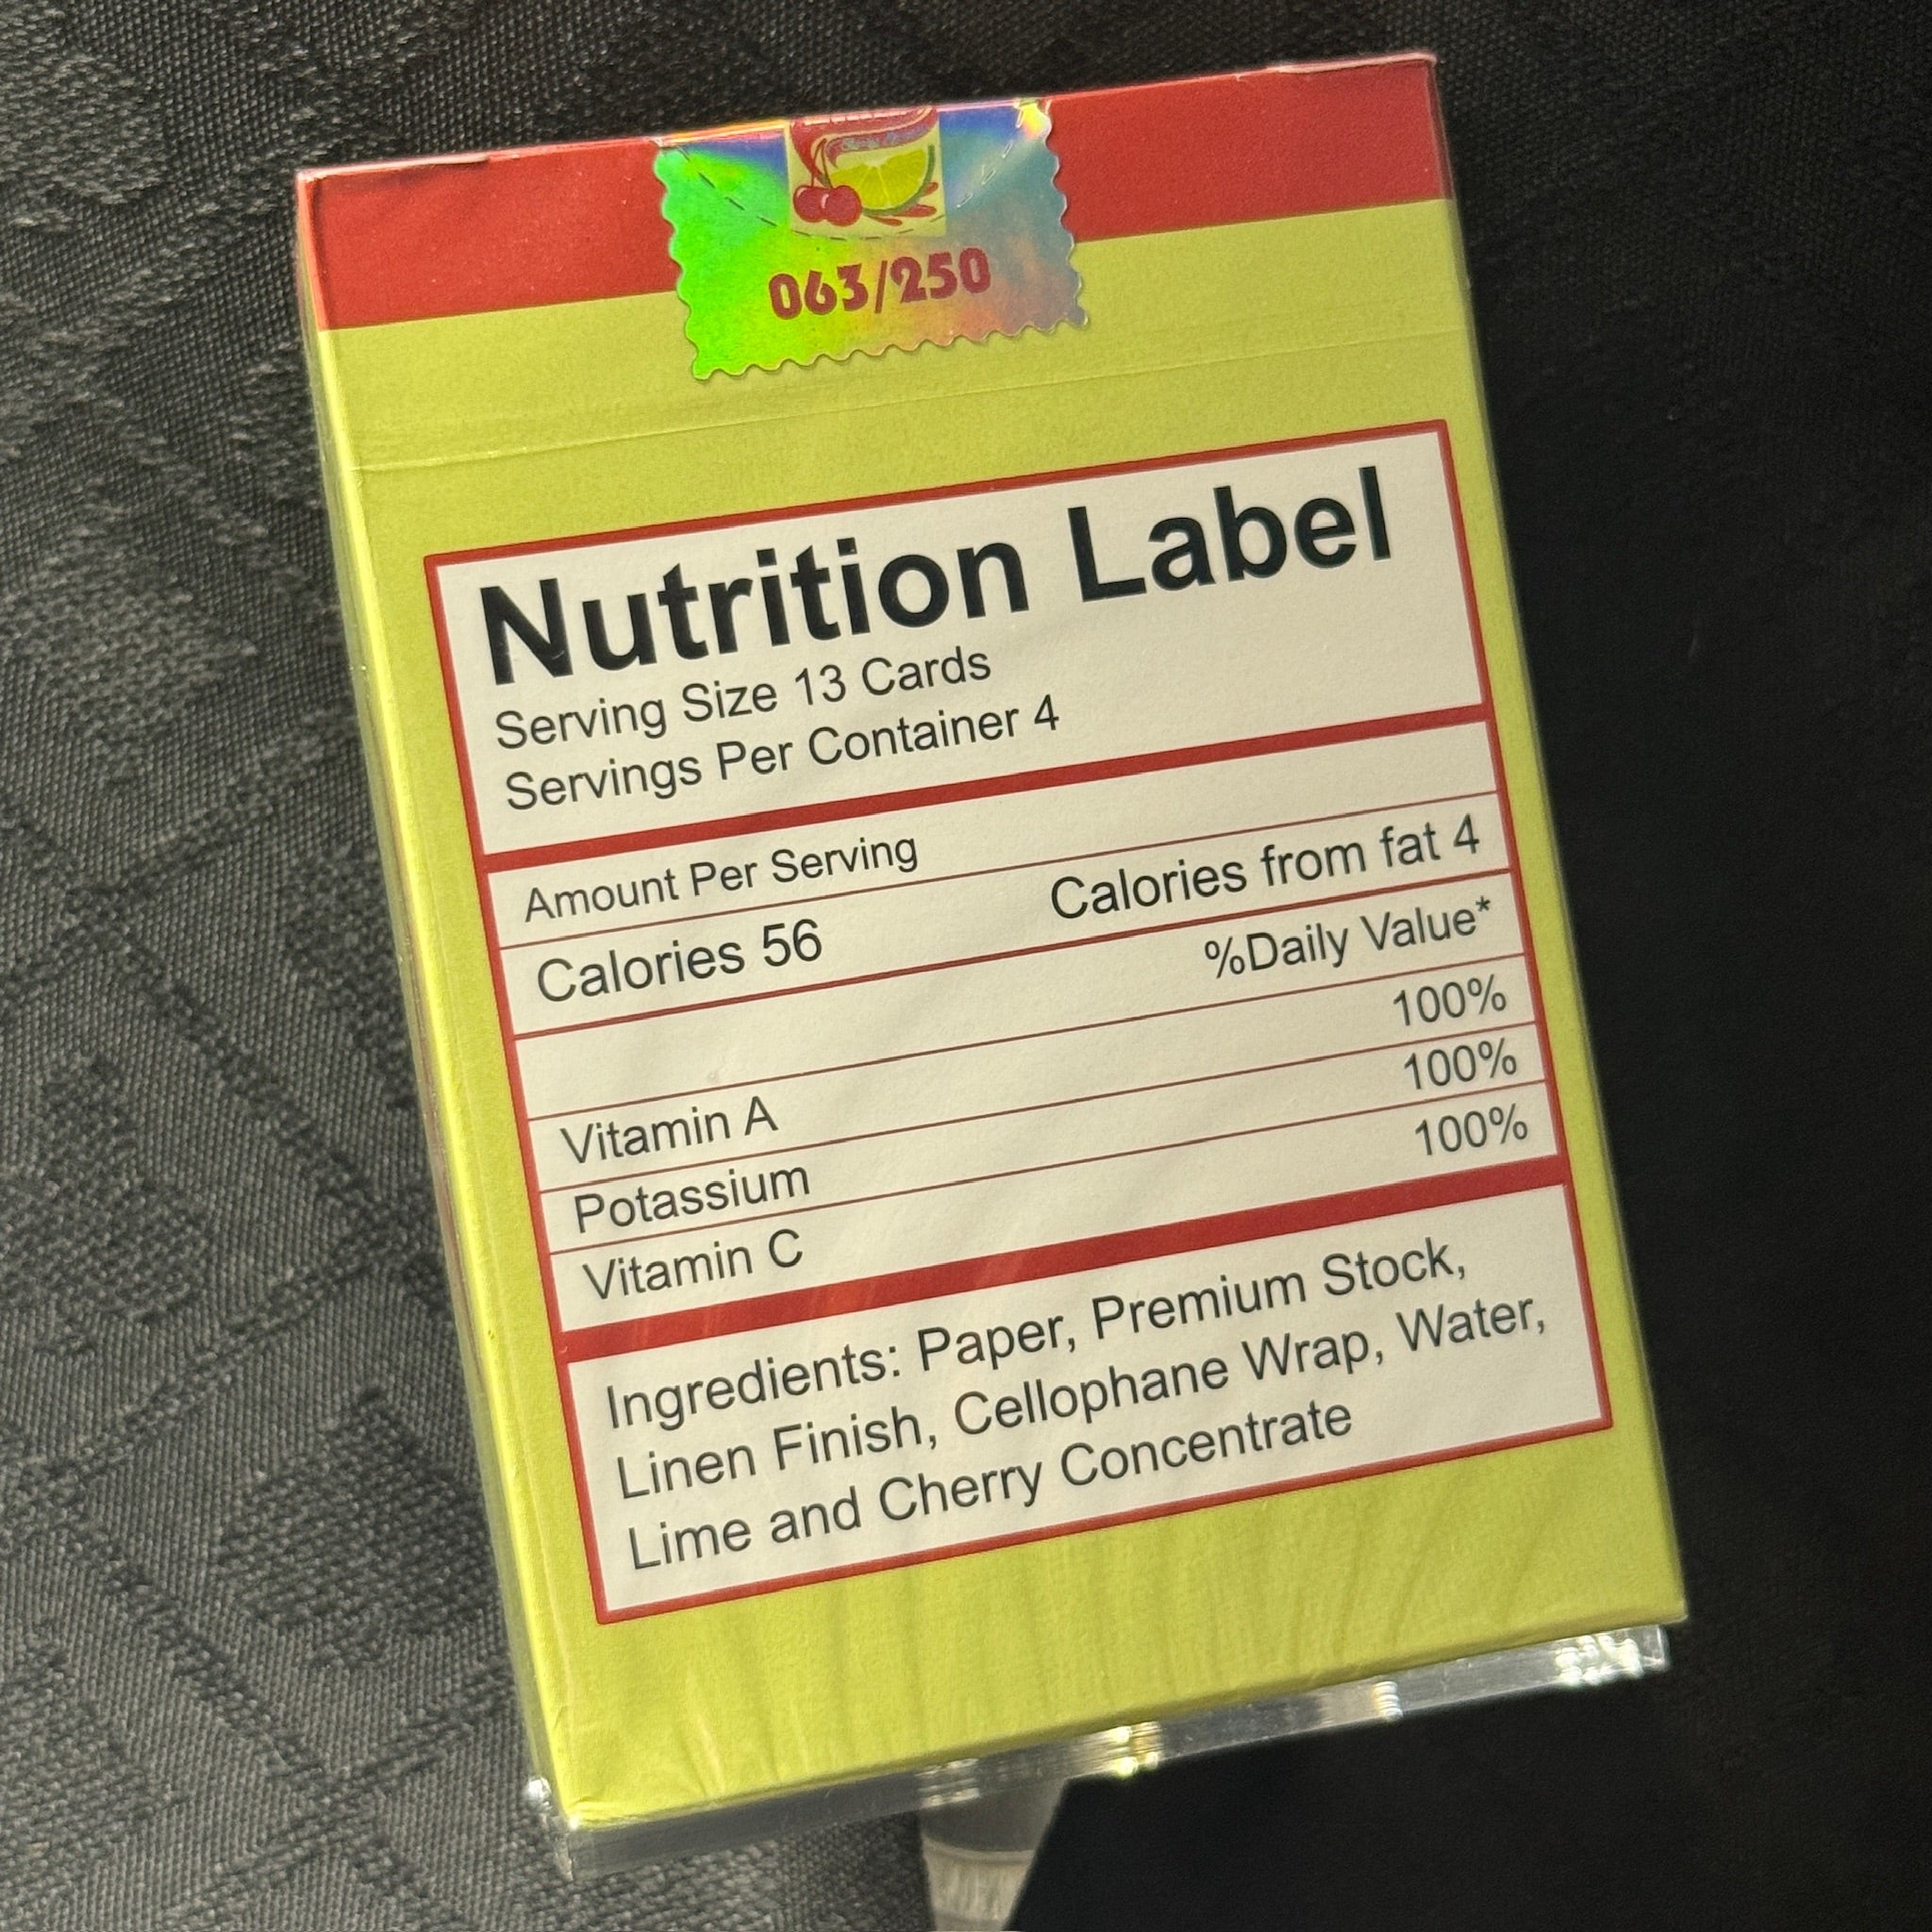 063/250
Nutrition Label
Serving Size 13 Cards
Servings Per Container 4
Amount Per Serving
Calories 56 Calories from fat 4
%Daily Value*
Vitamin A 100%
Potassium 100%
Vitamin C 100%
Ingredients: Paper, Premium Stock,
Linen Finish, Cellophane Wrap, Water,
Lime and Cherry Concentrate